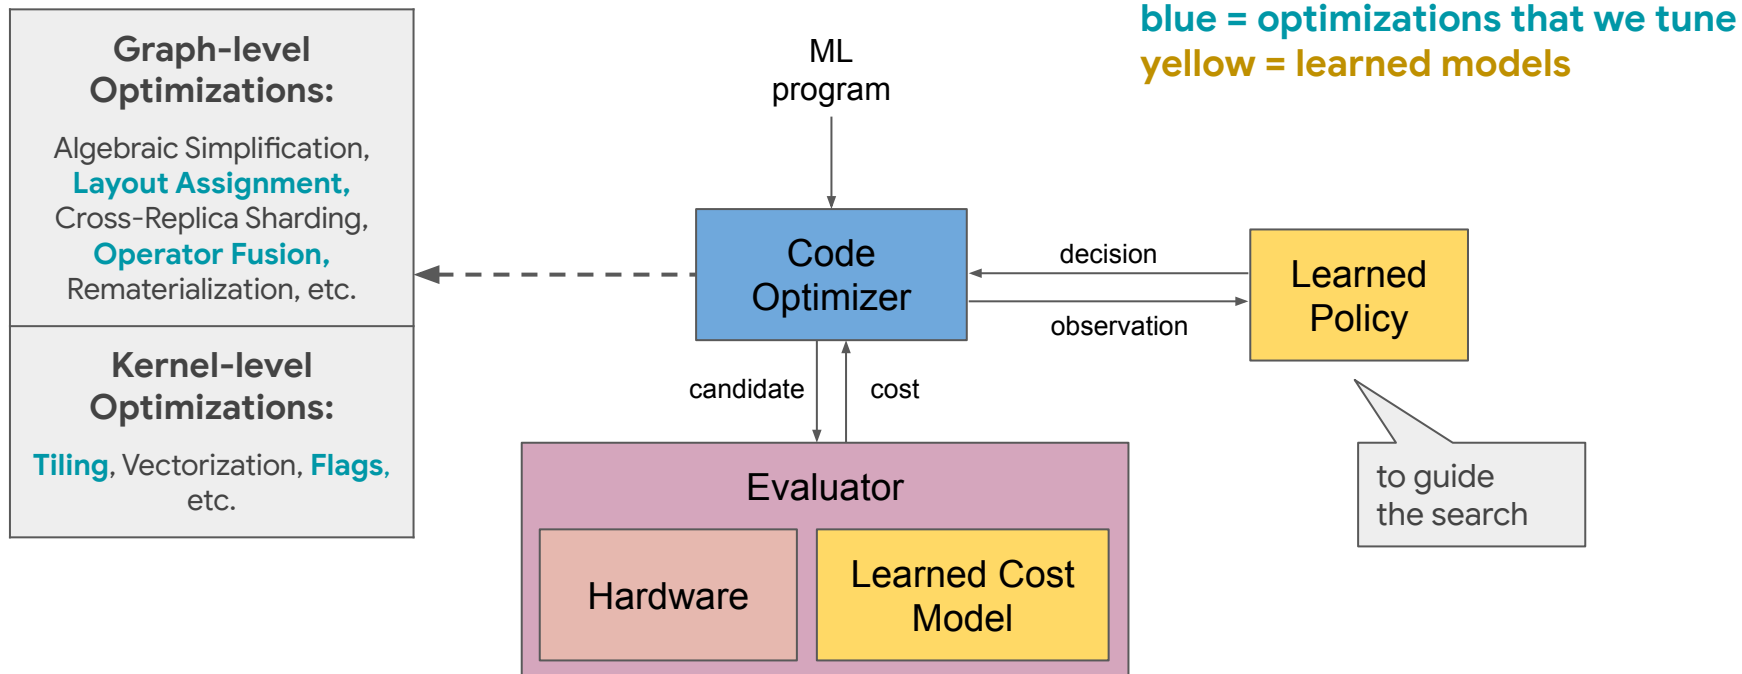 Graph-level
Optimizations:
Algebraic Simplification,
Layout Assignment,
Cross-Replica Sharding,
Operator Fusion,
Rematerialization, etc.
Kernel-level
Optimizations:
Tiling, Vectorization, Flags,
etc.
ML
program
blue = optimizations that we tune
yellow = learned models
Code
Optimizer
decision
observation
Learned
Policy
candidate
cost
to guide
the search
Evaluator
Hardware
Learned Cost
Model